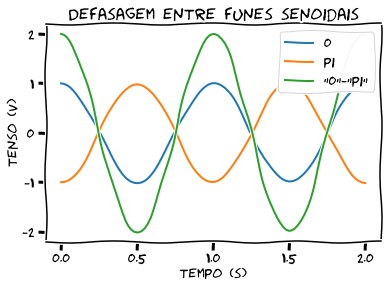 DEFASAGEM ENTRE FUNES SENOIDAIS
TENSO (V)
2
1
0
-1
-2
0
PI
"0"-"PI"
0.0 0.5 1.0 1.5 2.0
TEMPO (S)